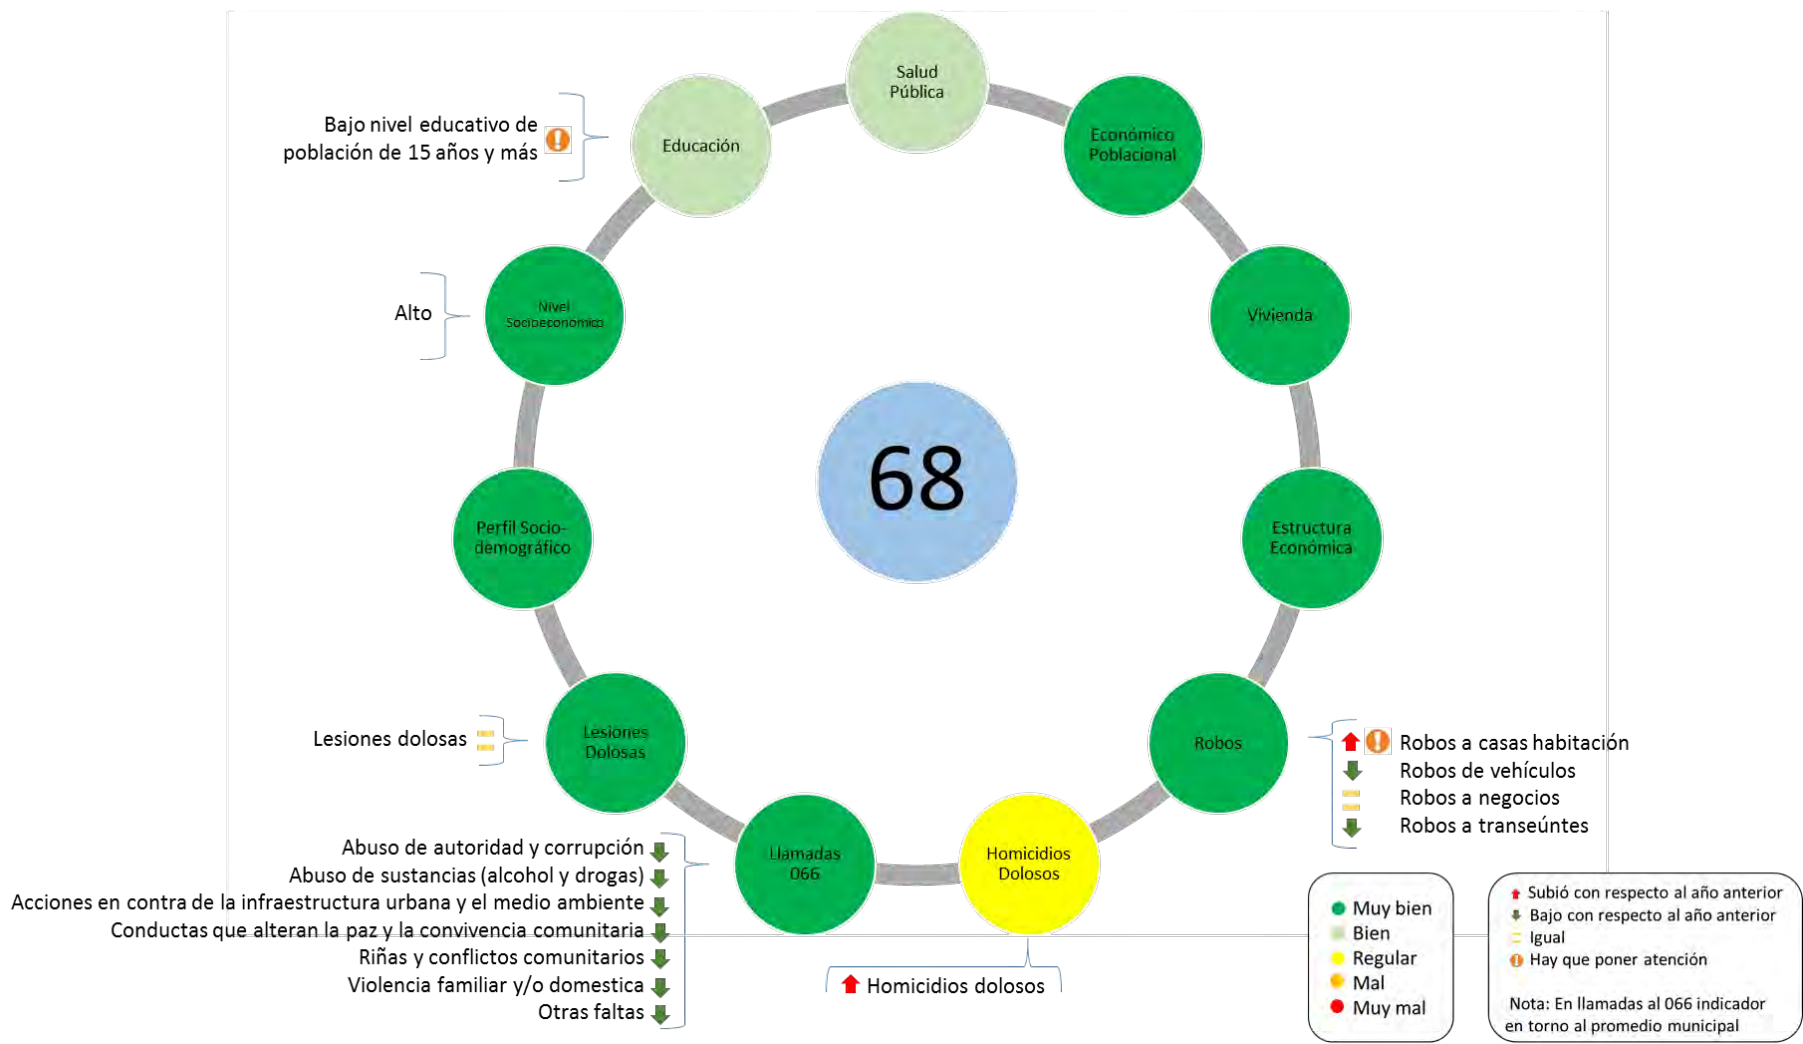 Salud
Pública
Económico
Poblacional
Vivienda
Estructura
Económica
Robos
Robos a casas habitación
Robos de vehículos
Robos a negocios
Robos a transeúntes
Homicidios
Dolosos
Homicidios dolosos
Llamadas
066
Abuso de autoridad y corrupción
Abuso de sustancias (alcohol y drogas)
Acciones en contra de la infraestructura urbana y el medio ambiente
Conductas que alteran la paz y la convivencia comunitaria
Riñas y conflictos comunitarios
Violencia familiar y/o domestica
Otras faltas
Lesiones
Dolosas
Lesiones dolosas
Perfil Socio-
demográfico
Nivel
Socioeconómico
Alto
Educación
Bajo nivel educativo de
población de 15 años y más
68
Muy bien
Bien
Regular
Mal
Muy mal
Subió con respecto al año anterior
Bajo con respecto al año anterior
Igual
Hay que poner atención
Nota: En llamadas al 066 indicador
en torno al promedio municipal